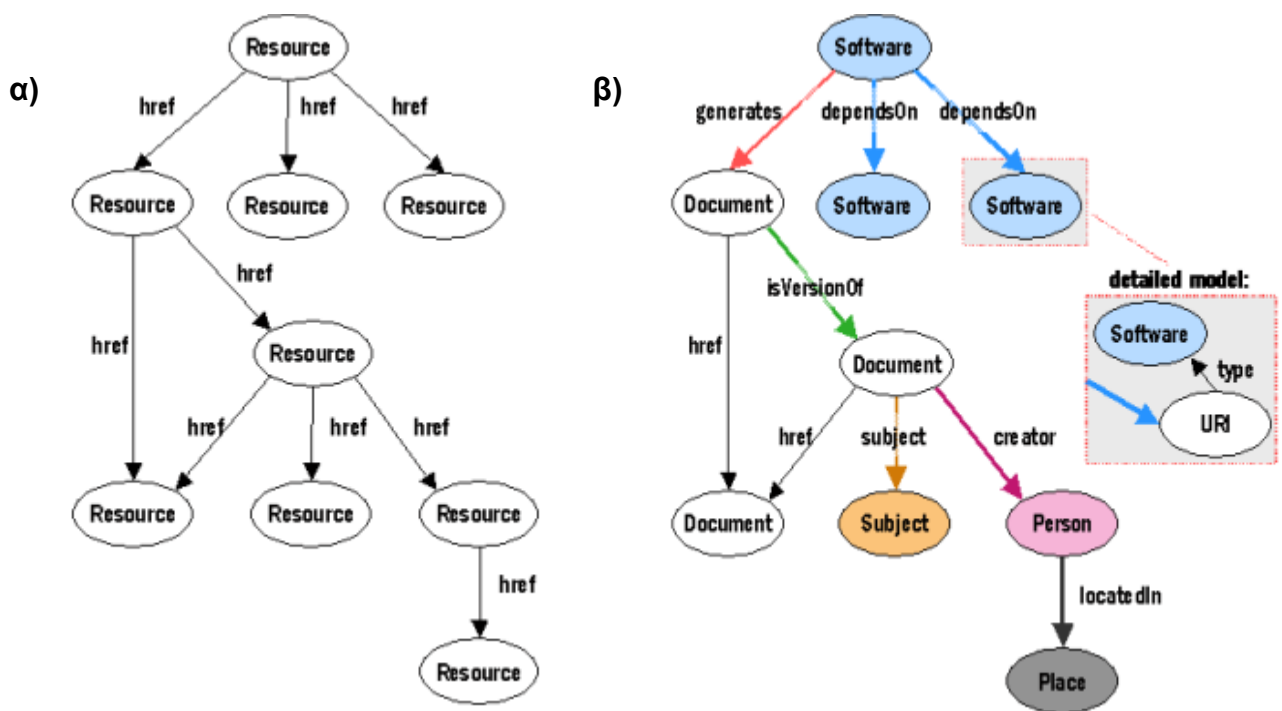 Resource
Software
α)
β)
href href href
generates dependsOn dependsOn
Resource Resource Resource
Document Software Software
href
detailed model:
isVersionOf
Software
href
href
Resource
Document
type
URI
href href href
href subject creator
Resource Resource Resource
Document Subject Person
href
locatedIn
Resource
Place